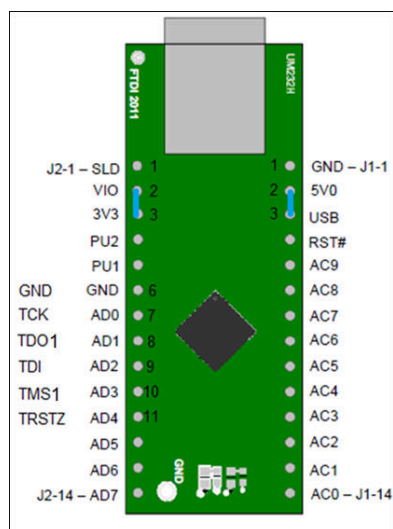 FTDI 2011
UM232H
J2-1 – SLD 1
1 GND – J1-1
VIO 2
2 5V0
3V3 3
3 USB
PU2
RST#
PU1
AC9
GND GND 6
AC8
TCK AD0 7
AC7
TDO1 AD1 8
AC6
TDI AD2 9
AC5
TMS1 AD3 10
AC4
TRSTZ AD4 11
AC3
AD5
AC2
AD6
GND
AC1
J2-14 – AD7
AC0 – J1-14